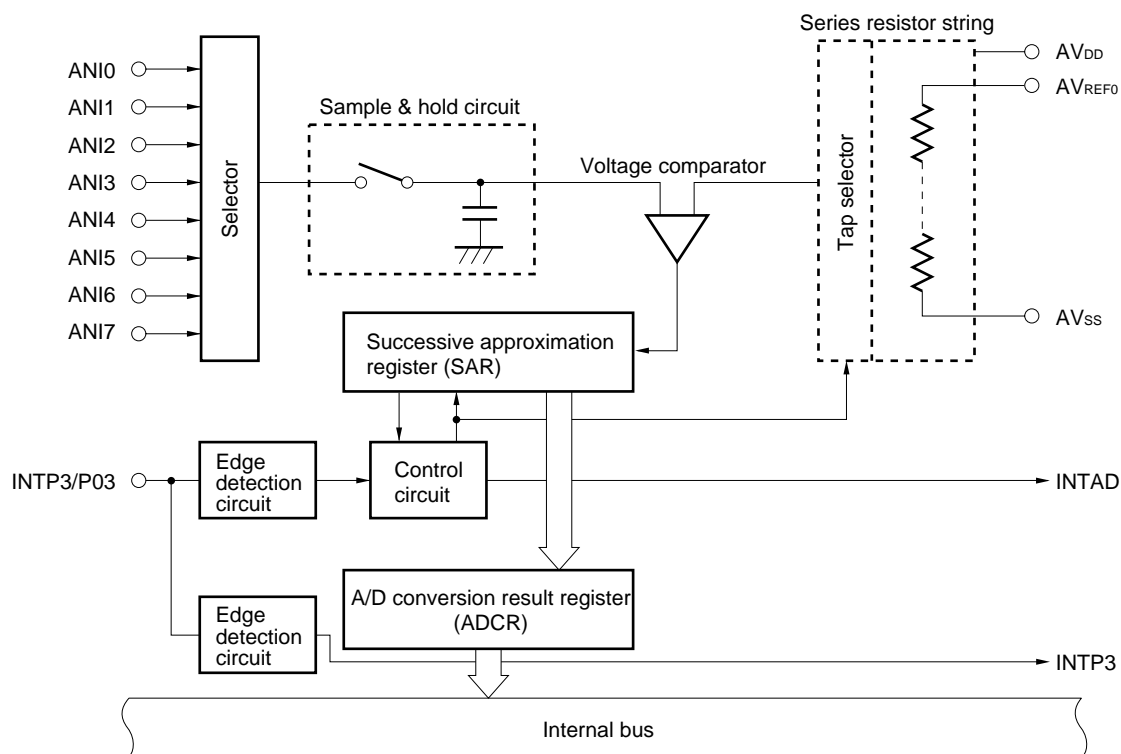 Series resistor string
ANI0
ANI1
ANI2
ANI3
ANI4
ANI5
ANI6
ANI7
Selector
Sample & hold circuit
Voltage comparator
Tap selector
AVDD
AVREF0
AVSS
Successive approximation
register (SAR)
INTP3/P03
Edge
detection
circuit
Control
circuit
INTAD
A/D conversion result register
(ADCR)
Edge
detection
circuit
INTP3
Internal bus